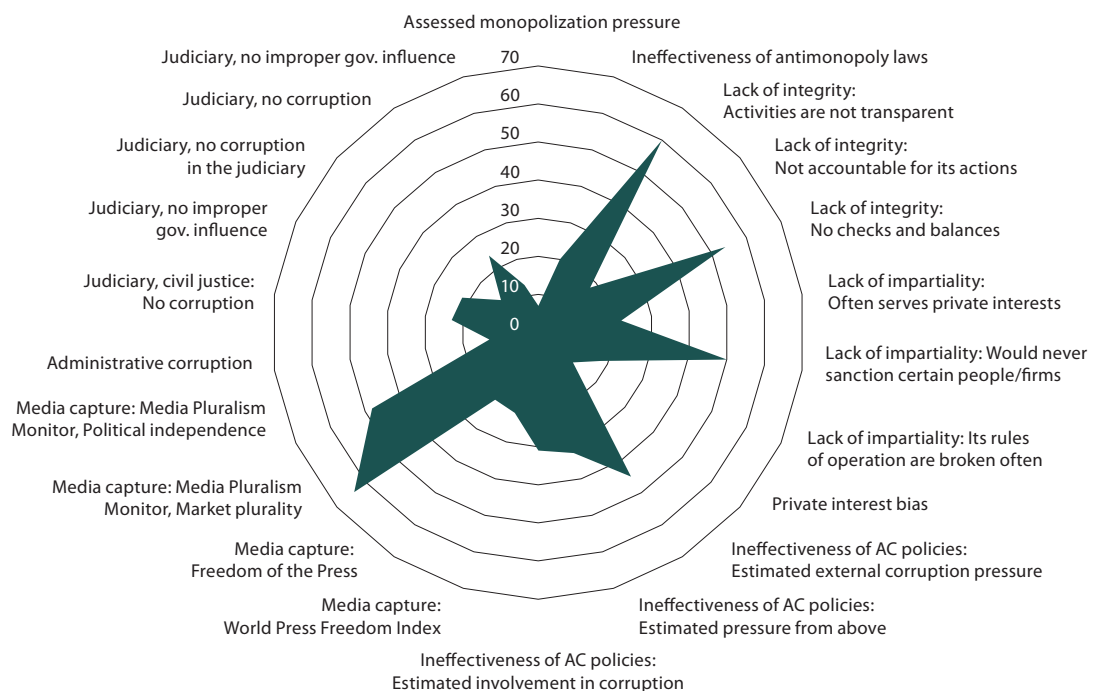 Assessed monopolization pressure
Ineffectiveness of antimonopoly laws
Lack of integrity:
Activities are not transparent
Lack of integrity:
Not accountable for its actions
Lack of integrity:
No checks and balances
Lack of impartiality:
Often serves private interests
Lack of impartiality: Would never
sanction certain people/firms
Lack of impartiality: Its rules
of operation are broken often
Private interest bias
Ineffectiveness of AC policies:
Estimated external corruption pressure
Ineffectiveness of AC policies:
Estimated pressure from above
Ineffectiveness of AC policies:
Estimated involvement in corruption
Media capture:
World Press Freedom Index
Media capture:
Freedom of the Press
Media capture: Media Pluralism
Monitor, Market plurality
Media capture: Media Pluralism
Monitor, Political independence
Administrative corruption
Judiciary, civil justice:
No corruption
Judiciary, no improper
gov. influence
Judiciary, no corruption
in the judiciary
Judiciary, no corruption
Judiciary, no improper gov. influence
70
60
50
40
30
20
10
0